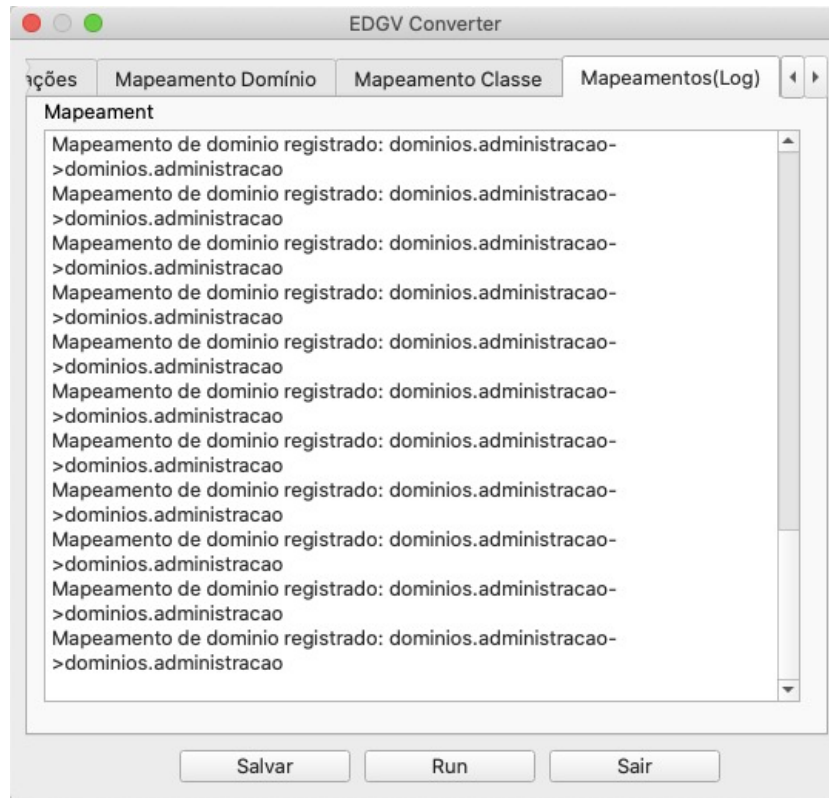 EDGV Converter
ações Mapeamento Domínio Mapeamento Classe Mapeamentos(Log)
Mapeament
Mapeamento de dominio registrado: dominios.administracao-
>dominios.administracao
Mapeamento de dominio registrado: dominios.administracao-
>dominios.administracao
Mapeamento de dominio registrado: dominios.administracao-
>dominios.administracao
Mapeamento de dominio registrado: dominios.administracao-
>dominios.administracao
Mapeamento de dominio registrado: dominios.administracao-
>dominios.administracao
Mapeamento de dominio registrado: dominios.administracao-
>dominios.administracao
Mapeamento de dominio registrado: dominios.administracao-
>dominios.administracao
Mapeamento de dominio registrado: dominios.administracao-
>dominios.administracao
Mapeamento de dominio registrado: dominios.administracao-
>dominios.administracao
Mapeamento de dominio registrado: dominios.administracao-
>dominios.administracao
Mapeamento de dominio registrado: dominios.administracao-
>dominios.administracao
Salvar Run Sair